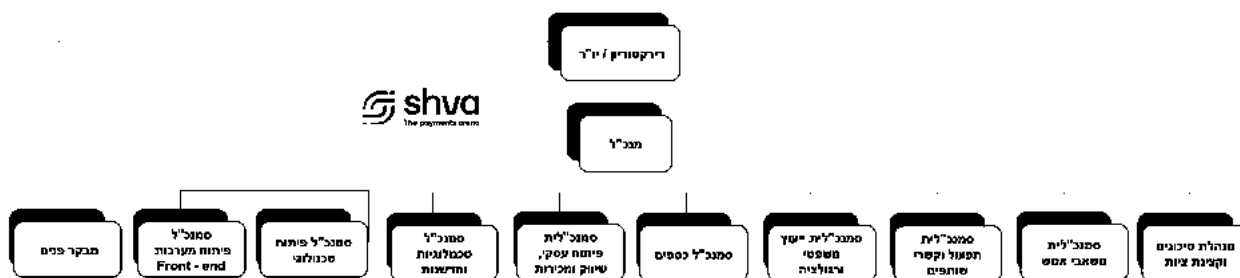 דירקטוריון / יו"ר
shva
The payments arena
מנכ"ל
מנהלת סיכונים
וקצינת ציות
סמנכ"לית
משאבי אנוש
סמנכ"לית
תפעול וקשרי
שותפים
סמנכ"לית יעוץ
משפטי
ורגולציה
סמנכ"ל כספים
סמנכ"לית
פיתוח עסקי,
שיווק ומכירות
סמנכ"ל
טכנולוגיות
וחדשנות
סמנכ"ל פיתוח
טכנולוגי
סמנכ"ל
פיתוח מערכות
Front - end
מבקר פנים